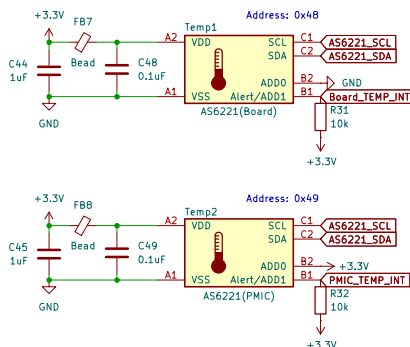 Address: 0x48
+3.3V
FB7
Bead
C44
1uF
C48
0.1uF
GND
Temp1
A2
VDD
SCL
C1
AS6221_SCL
SDA
C2
AS6221_SDA
ADD0
B2
GND
A1
VSS
Alert/ADD1
B1
Board_TEMP_INT
AS6221(Board)
R31
10k
+3.3V
Address: 0x49
+3.3V
FB8
Bead
C45
1uF
C49
0.1uF
GND
Temp2
A2
VDD
SCL
C1
AS6221_SCL
SDA
C2
AS6221_SDA
ADD0
B2
+3.3V
A1
VSS
Alert/ADD1
B1
PMIC_TEMP_INT
AS6221(PMIC)
R32
10k
+3.3V